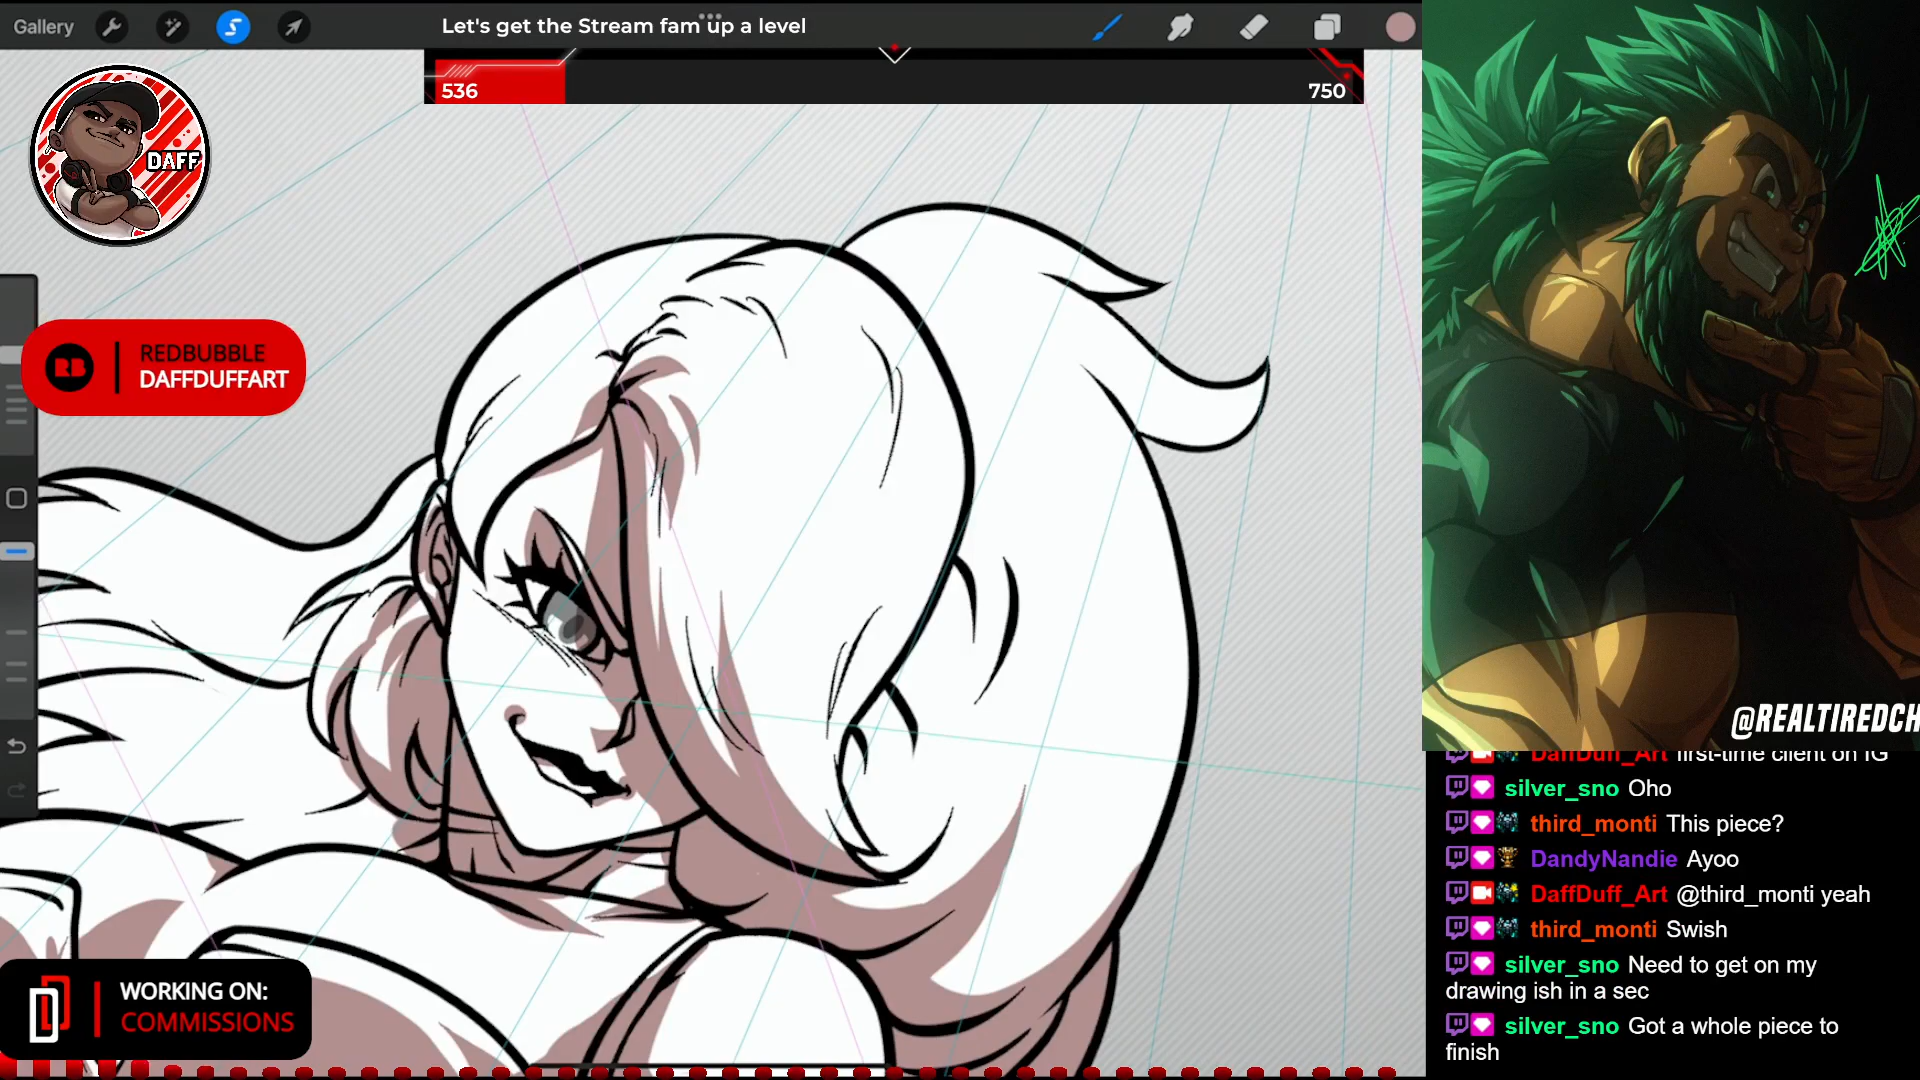 Gallery
Let's get the Stream fam up a level
536
750
DAFF
REDBUBBLE
DAFFDUFFART
RB
WORKING ON:
COMMISSIONS
@REALTIREDCH
DaffDuff_Art first-time client on IG
silver_sno Oho
third_monti This piece?
DandyNandie Ayoo
DaffDuff_Art @third_monti yeah
third_monti Swish
silver_sno Need to get on my
drawing ish in a sec
silver_sno Got a whole piece to
finish